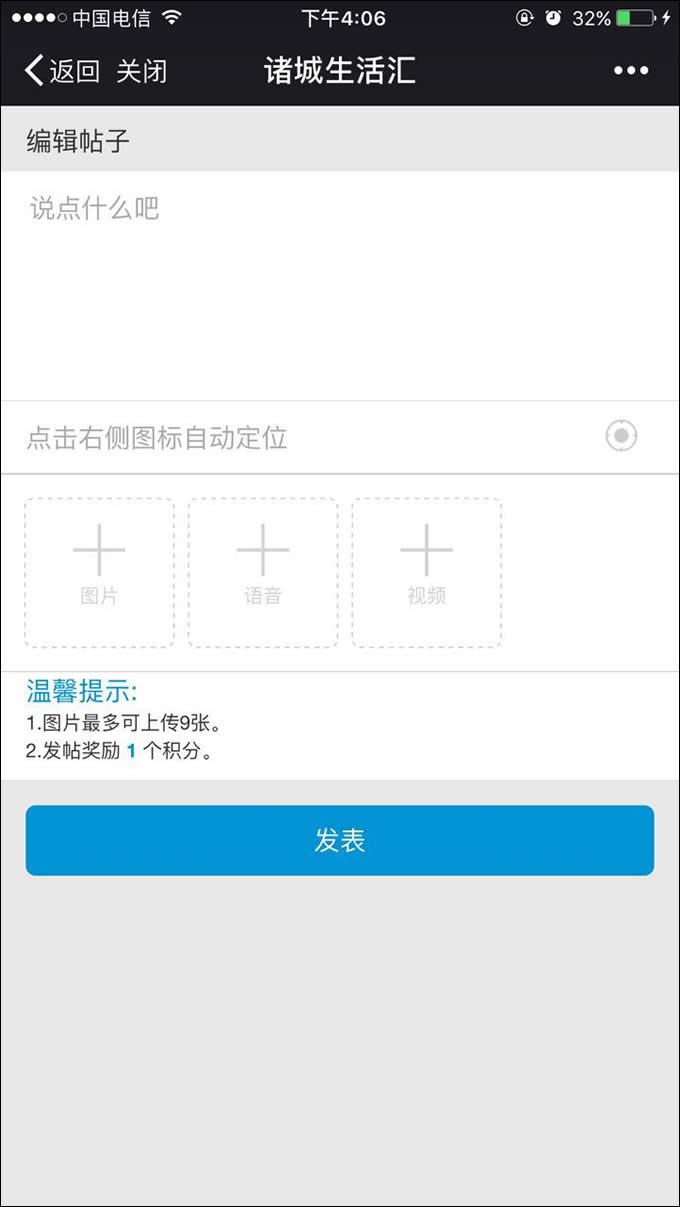 中国电信 下午4:06 32%
返回 关闭 诸城生活汇
编辑帖子
说点什么吧
点击右侧图标自动定位
图片 语音 视频
温馨提示:
1.图片最多可上传9张。
2.发帖奖励 1 个积分。
发表